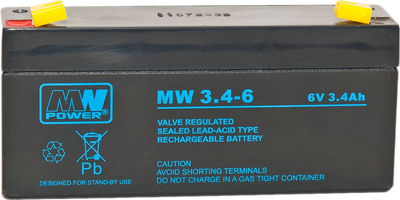 MW
POWER
MW 3.4-6
6V 3.4Ah
VALVE REGULATED
SEALED LEAD-ACID TYPE
RECHARGEABLE BATTERY
Pb
CAUTION
AVOID SHORTING TERMINALS
DO NOT CHARGE IN A GAS TIGHT CONTAINER
DESIGNED FOR STAND-BY USE